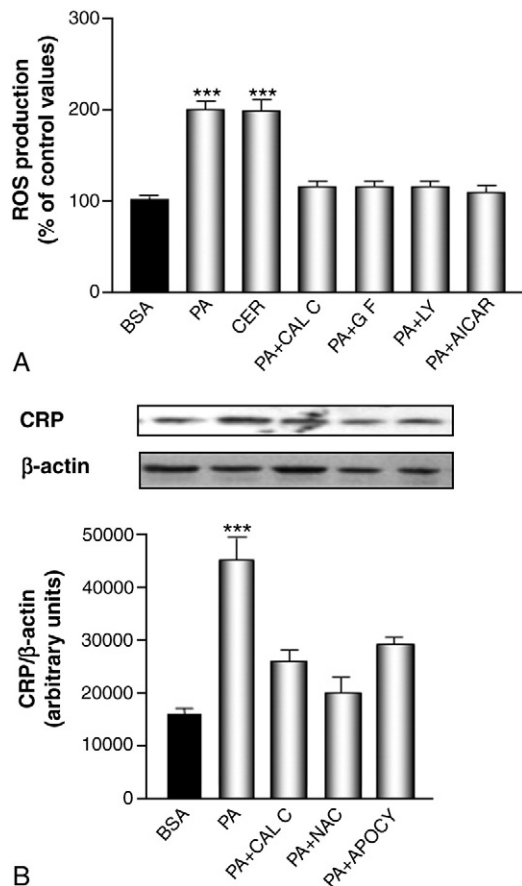 300
200
100
0
ROS production
(% of control values)
*** ***
BSA PA CER PA+CAL C PA+G F PA+LY PA+AICAR
A
CRP
β-actin
50000
40000
30000
20000
10000
0
CRP/β-actin
(arbitrary units)
***
BSA PA PA+CAL C PA+NAC PA+APOCY
B